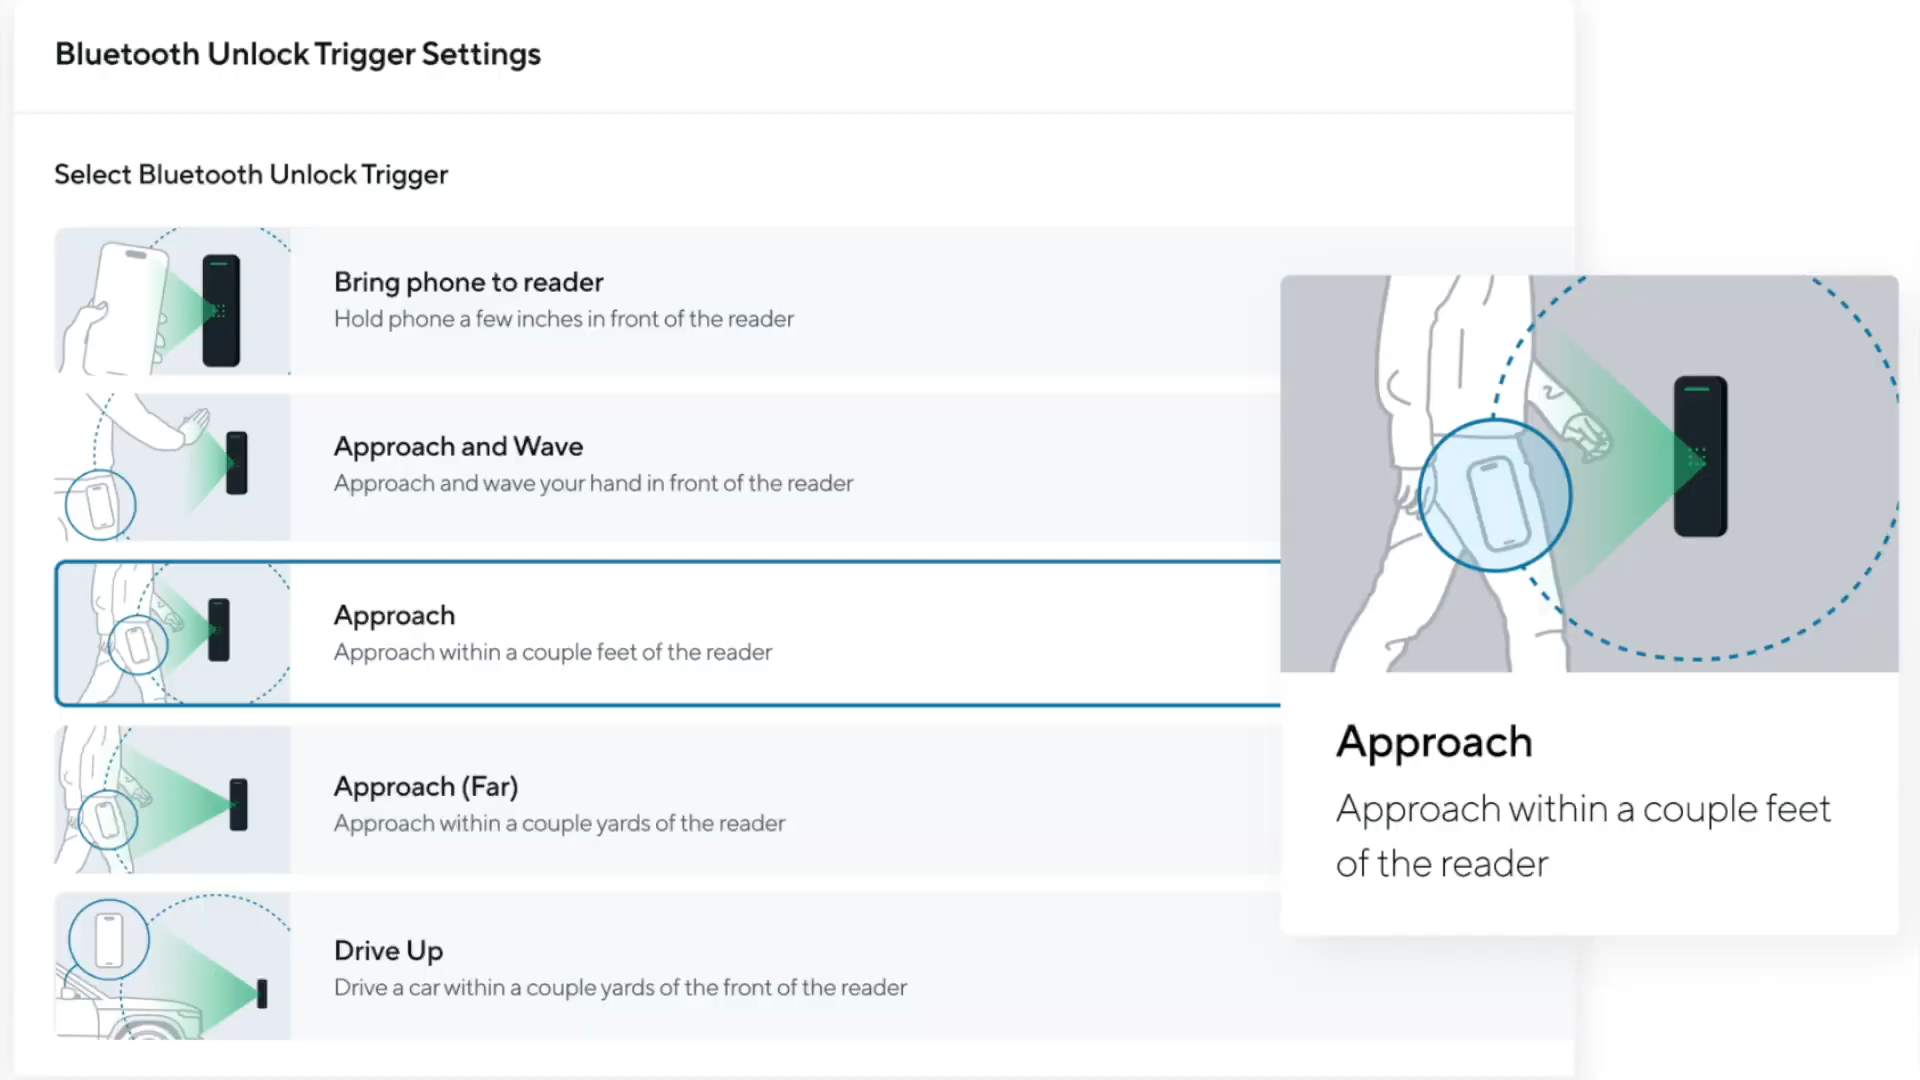 Bluetooth Unlock Trigger Settings
Select Bluetooth Unlock Trigger
Bring phone to reader
Hold phone a few inches in front of the reader
Approach and Wave
Approach and wave your hand in front of the reader
Approach
Approach within a couple feet of the reader
Approach (Far)
Approach within a couple yards of the reader
Drive Up
Drive a car within a couple yards of the front of the reader
Approach
Approach within a couple feet
of the reader